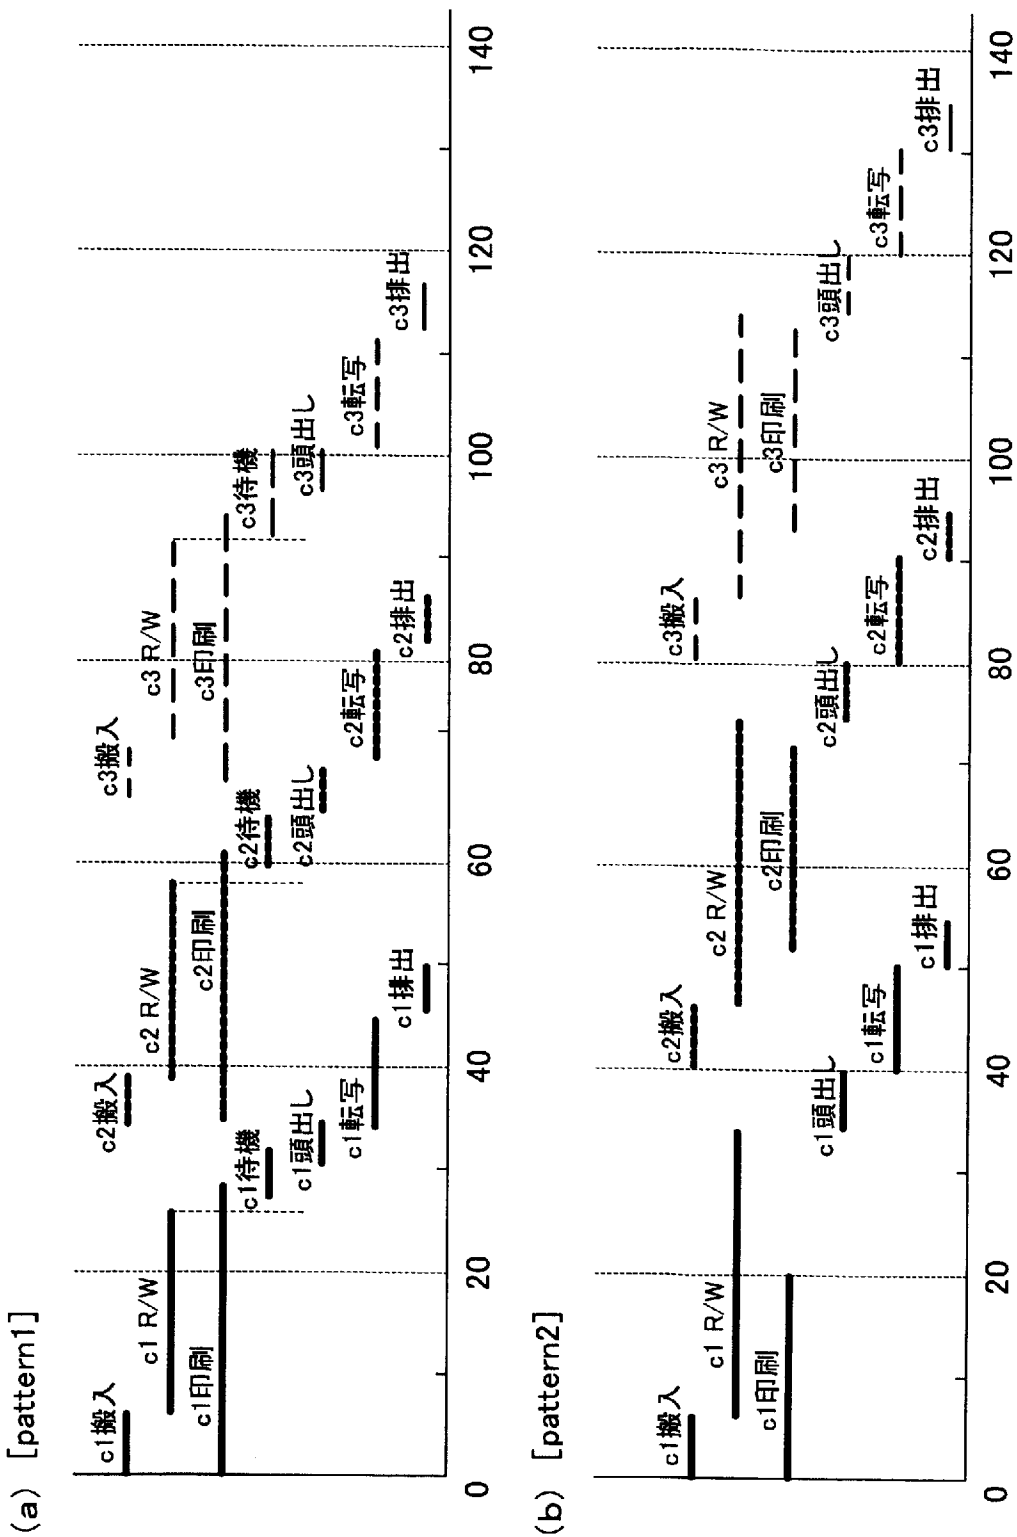 (a) [pattern1]
c1搬入
c2搬入
c3搬入
c1 R/W
c2 R/W
c3 R/W
c1印刷
c2印刷
c3印刷
c1待機
c2待機
c3待機
c1頭出し
c2頭出し
c3頭出し
c1転写
c2転写
c3転写
c1排出
c2排出
c3排出
0 20 40 60 80 100 120 140
(b) [pattern2]
c1搬入
c2搬入
c3搬入
c1 R/W
c2 R/W
c3 R/W
c1印刷
c2印刷
c3印刷
c1頭出し
c2頭出し
c3頭出し
c1転写
c2転写
c3転写
c1排出
c2排出
c3排出
0 20 40 60 80 100 120 140